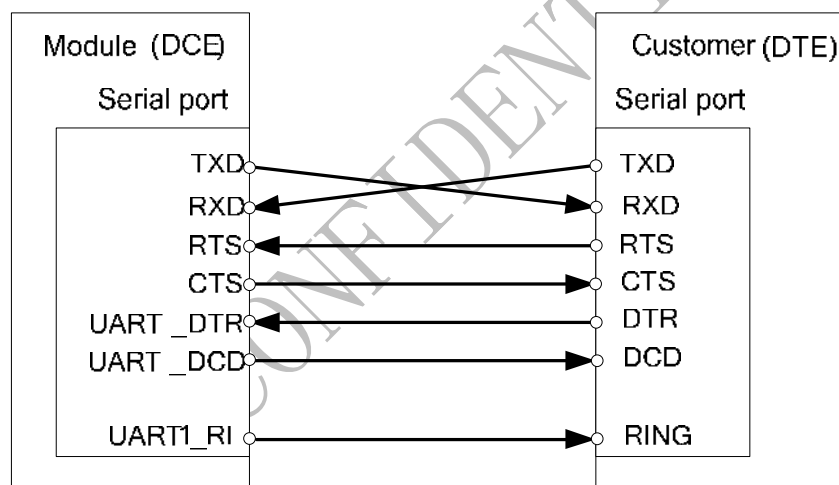 Module (DCE)
Serial port
TXD
RXD
RTS
CTS
UART _DTR
UART _DCD
UART1_RI
Customer (DTE)
Serial port
TXD
RXD
RTS
CTS
DTR
DCD
RING
CONFIDENT